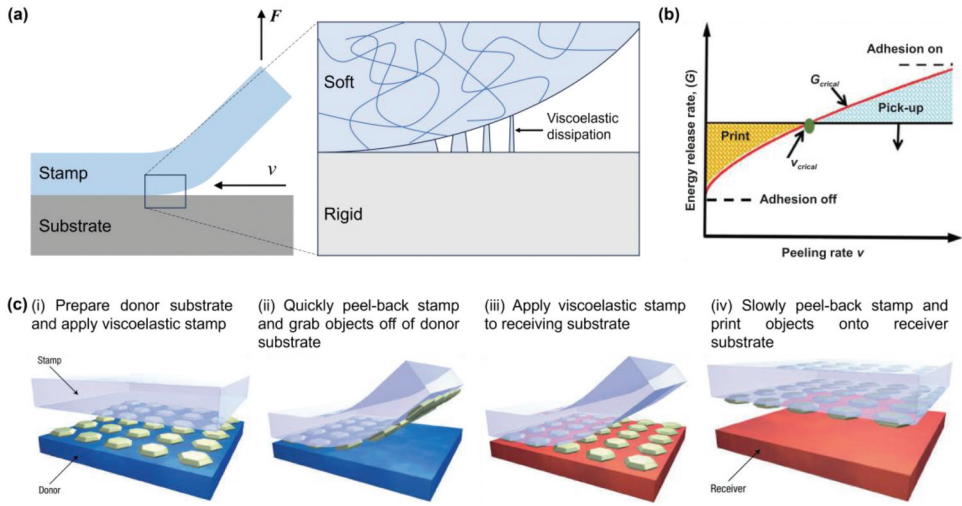 (a)
F
Stamp
v
Substrate
Soft
Viscoelastic
dissipation
Rigid
(b)
Energy release rate, (G)
Adhesion on
G_crical
Pick-up
Print
v_crical
Adhesion off
Peeling rate v
(c) (i) Prepare donor substrate
and apply viscoelastic stamp
(ii) Quickly peel-back stamp
and grab objects off of donor
substrate
(iii) Apply viscoelastic stamp
to receiving substrate
(iv) Slowly peel-back stamp and
print objects onto receiver
substrate
Stamp
Donor
Receiver